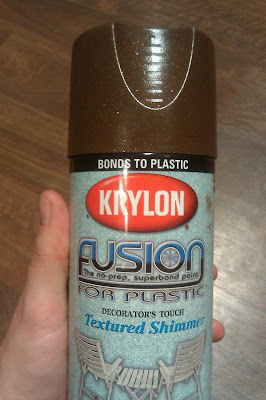 BONDS TO PLASTIC
KRYLON
FUSION
The no-prep, superbond paint
FOR PLASTIC
DECORATOR'S TOUCH
Textured Shimmer